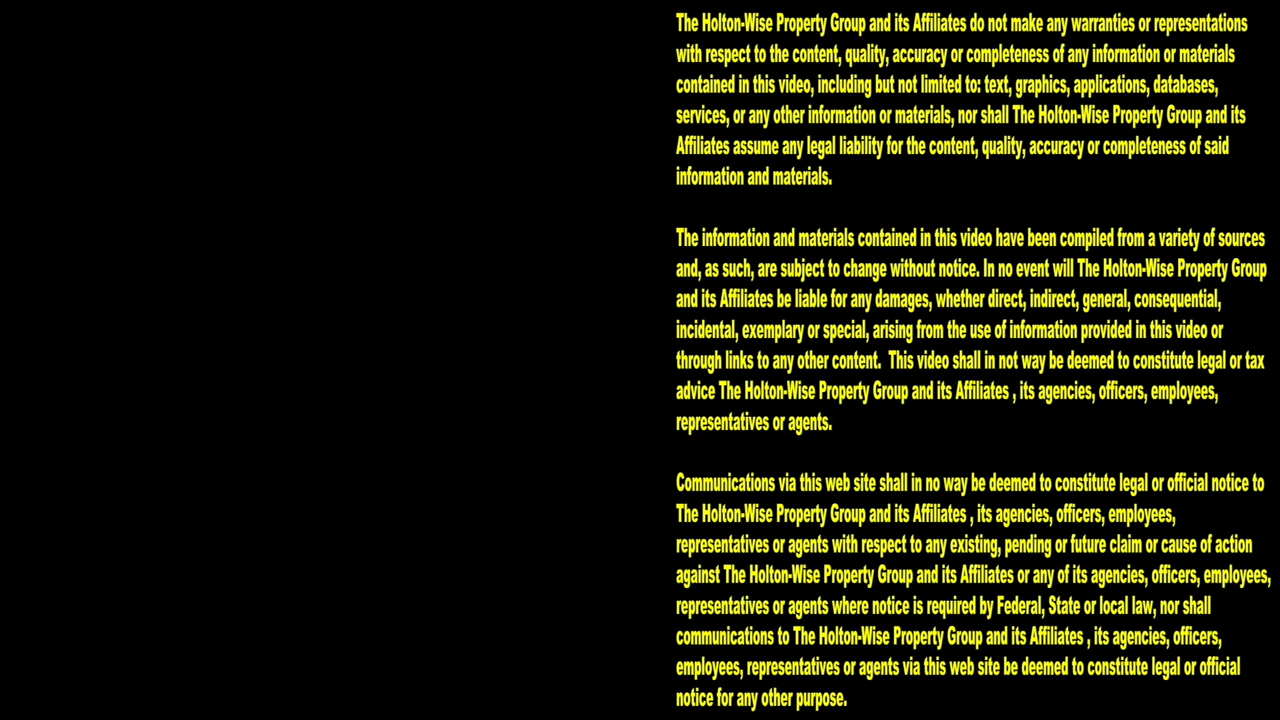 The Holton-Wise Property Group and its Affiliates do not make any warranties or representations
with respect to the content, quality, accuracy or completeness of any information or materials
contained in this video, including but not limited to: text, graphics, applications, databases,
services, or any other information or materials, nor shall The Holton-Wise Property Group and its
Affiliates assume any legal liability for the content, quality, accuracy or completeness of said
information and materials.
The information and materials contained in this video have been compiled from a variety of sources
and, as such, are subject to change without notice. In no event will The Holton-Wise Property Group
and its Affiliates be liable for any damages, whether direct, indirect, general, consequential,
incidental, exemplary or special, arising from the use of information provided in this video or
through links to any other content.  This video shall in not way be deemed to constitute legal or tax
advice The Holton-Wise Property Group and its Affiliates , its agencies, officers, employees,
representatives or agents.
Communications via this web site shall in no way be deemed to constitute legal or official notice to
The Holton-Wise Property Group and its Affiliates , its agencies, officers, employees,
representatives or agents with respect to any existing, pending or future claim or cause of action
against The Holton-Wise Property Group and its Affiliates or any of its agencies, officers, employees,
representatives or agents where notice is required by Federal, State or local law, nor shall
communications to The Holton-Wise Property Group and its Affiliates , its agencies, officers,
employees, representatives or agents via this web site be deemed to constitute legal or official
notice for any other purpose.